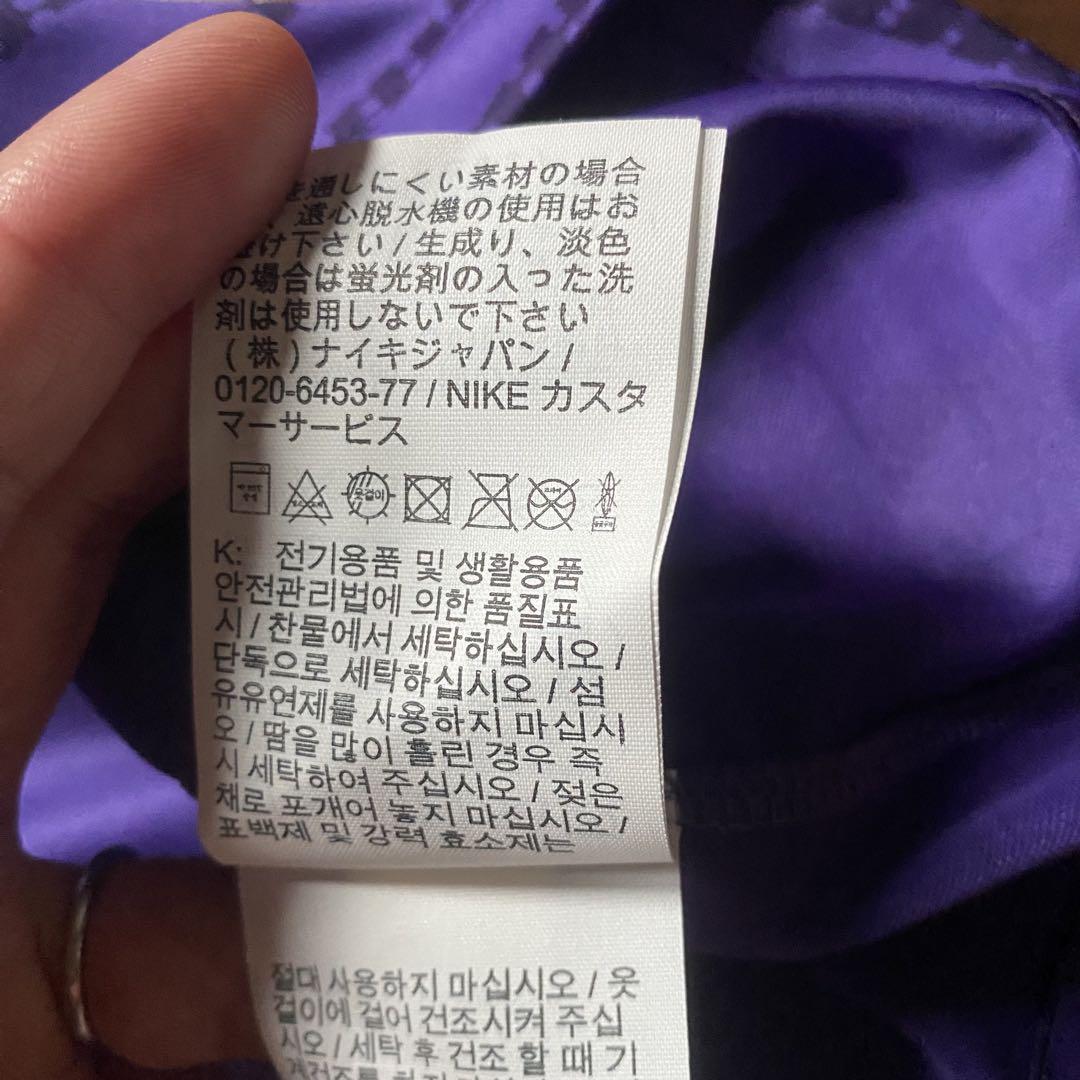 を通しにくい素材の場合
遠心脱水機の使用はお
避け下さい / 生成り、淡色
の場合は蛍光剤の入った洗
剤は使用しないで下さい
(株)ナイキジャパン /
0120-6453-77 / NIKE カスタ
マーサービス
옷걸이
K: 전기용품 및 생활용품
안전관리법에 의한 품질표
시 / 찬물에서 세탁하십시오 /
단독으로 세탁하십시오 / 섬
유유연제를 사용하지 마십시
오 / 땀을 많이 흘린 경우 즉
시 세탁하여 주십시오 / 젖은
채로 포개어 놓지 마십시오 /
표백제 및 강력 효소제는
절대 사용하지 마십시오 / 옷
걸이에 걸어 건조시켜 주십
시오 / 세탁 후 건조 할 때 기
계건조를 하지